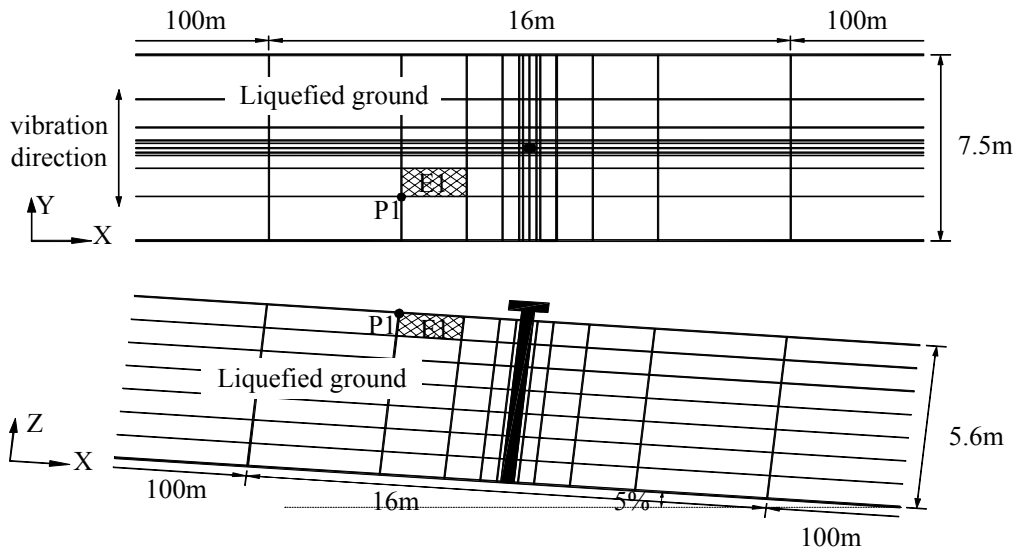 100m 16m 100m
Liquefied ground
vibration
direction
7.5m
E1
P1
Y
X
P1
E1
Liquefied ground
Z
X
5.6m
100m
16m
5%
100m